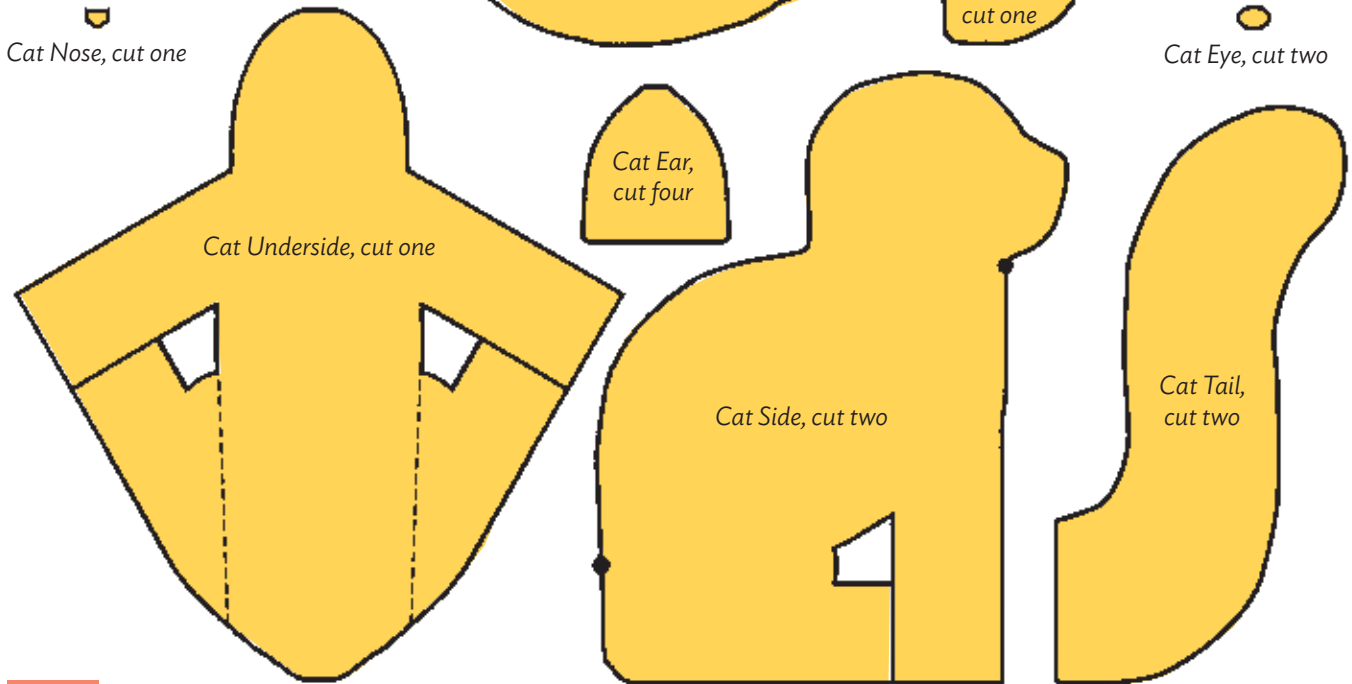 cut one
Cat Nose, cut one
Cat Eye, cut two
Cat Ear,
cut four
Cat Underside, cut one
Cat Side, cut two
Cat Tail,
cut two